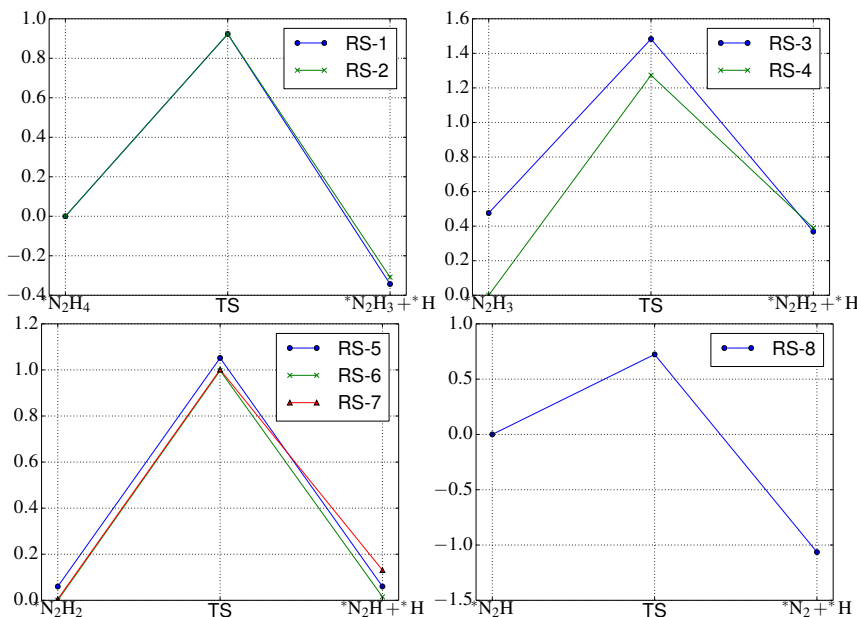 1.0
0.8
0.6
0.4
0.2
0.0
−0.2
−0.4
RS-1
RS-2
*N₂H₄
TS
*N₂H₃+*H
1.6
1.4
1.2
1.0
0.8
0.6
0.4
0.2
0.0
RS-3
RS-4
*N₂H₃
TS
*N₂H₂+*H
1.2
1.0
0.8
0.6
0.4
0.2
0.0
RS-5
RS-6
RS-7
*N₂H₂
TS
*N₂H+*H
1.0
0.5
0.0
−0.5
−1.0
−1.5
RS-8
*N₂H
TS
*N₂+*H